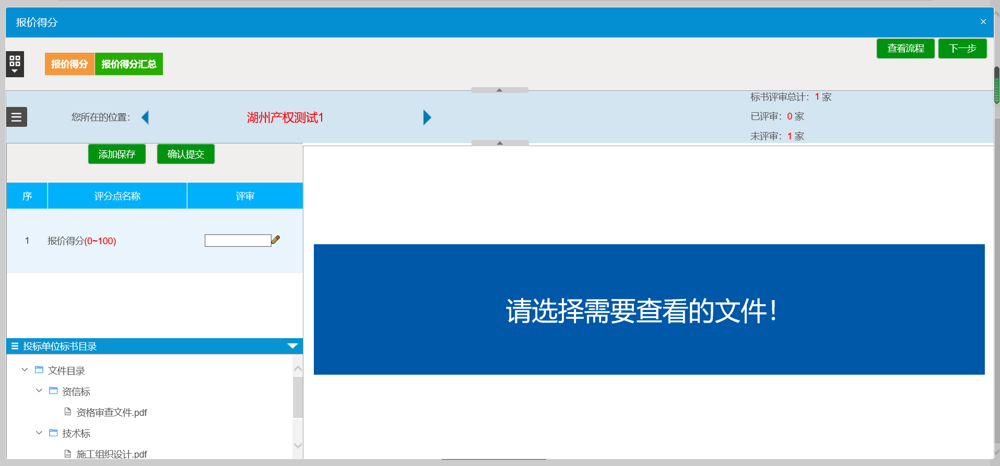 报价得分
×
查看流程
下一步
报价得分
报价得分汇总
标书评审总计：1 家
您所在的位置：
湖州产权测试1
已评审：0 家
未评审：1 家
添加保存
确认提交
序
评分点名称
评审
1
报价得分(0~100)
请选择需要查看的文件!
投标单位标书目录
文件目录
资信标
资格审查文件.pdf
技术标
施工组织设计.pdf